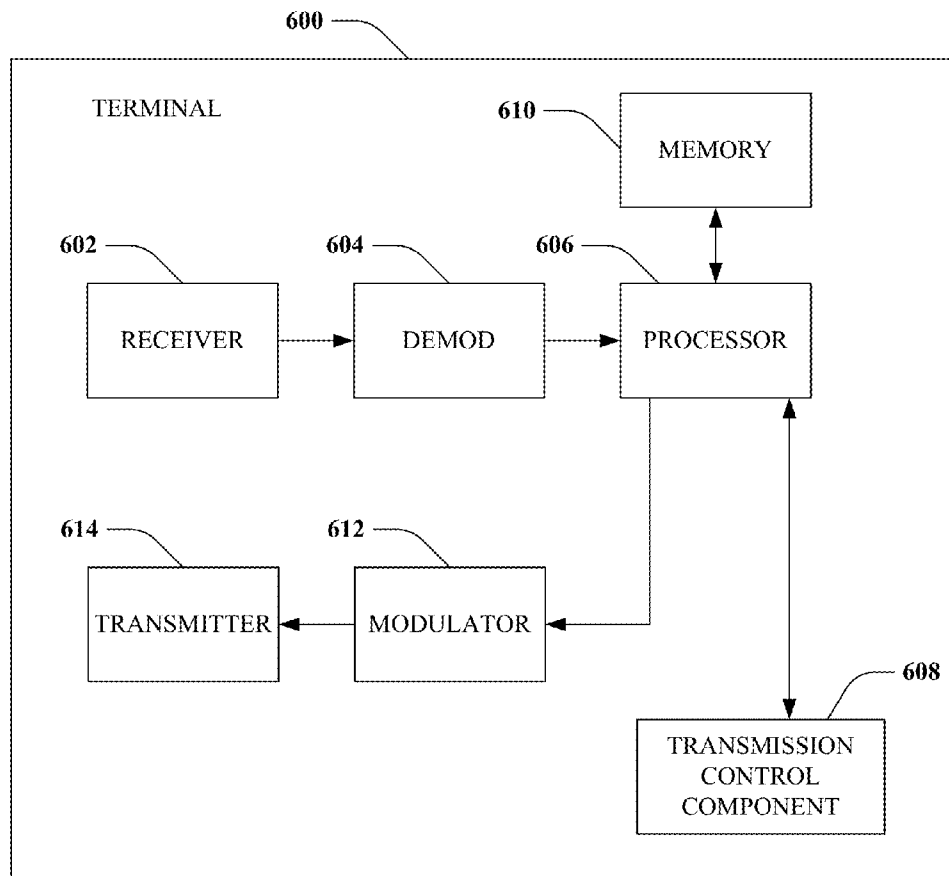 600
TERMINAL
610
MEMORY
602
604
606
RECEIVER
DEMOD
PROCESSOR
614
612
TRANSMITTER
MODULATOR
608
TRANSMISSION
CONTROL
COMPONENT